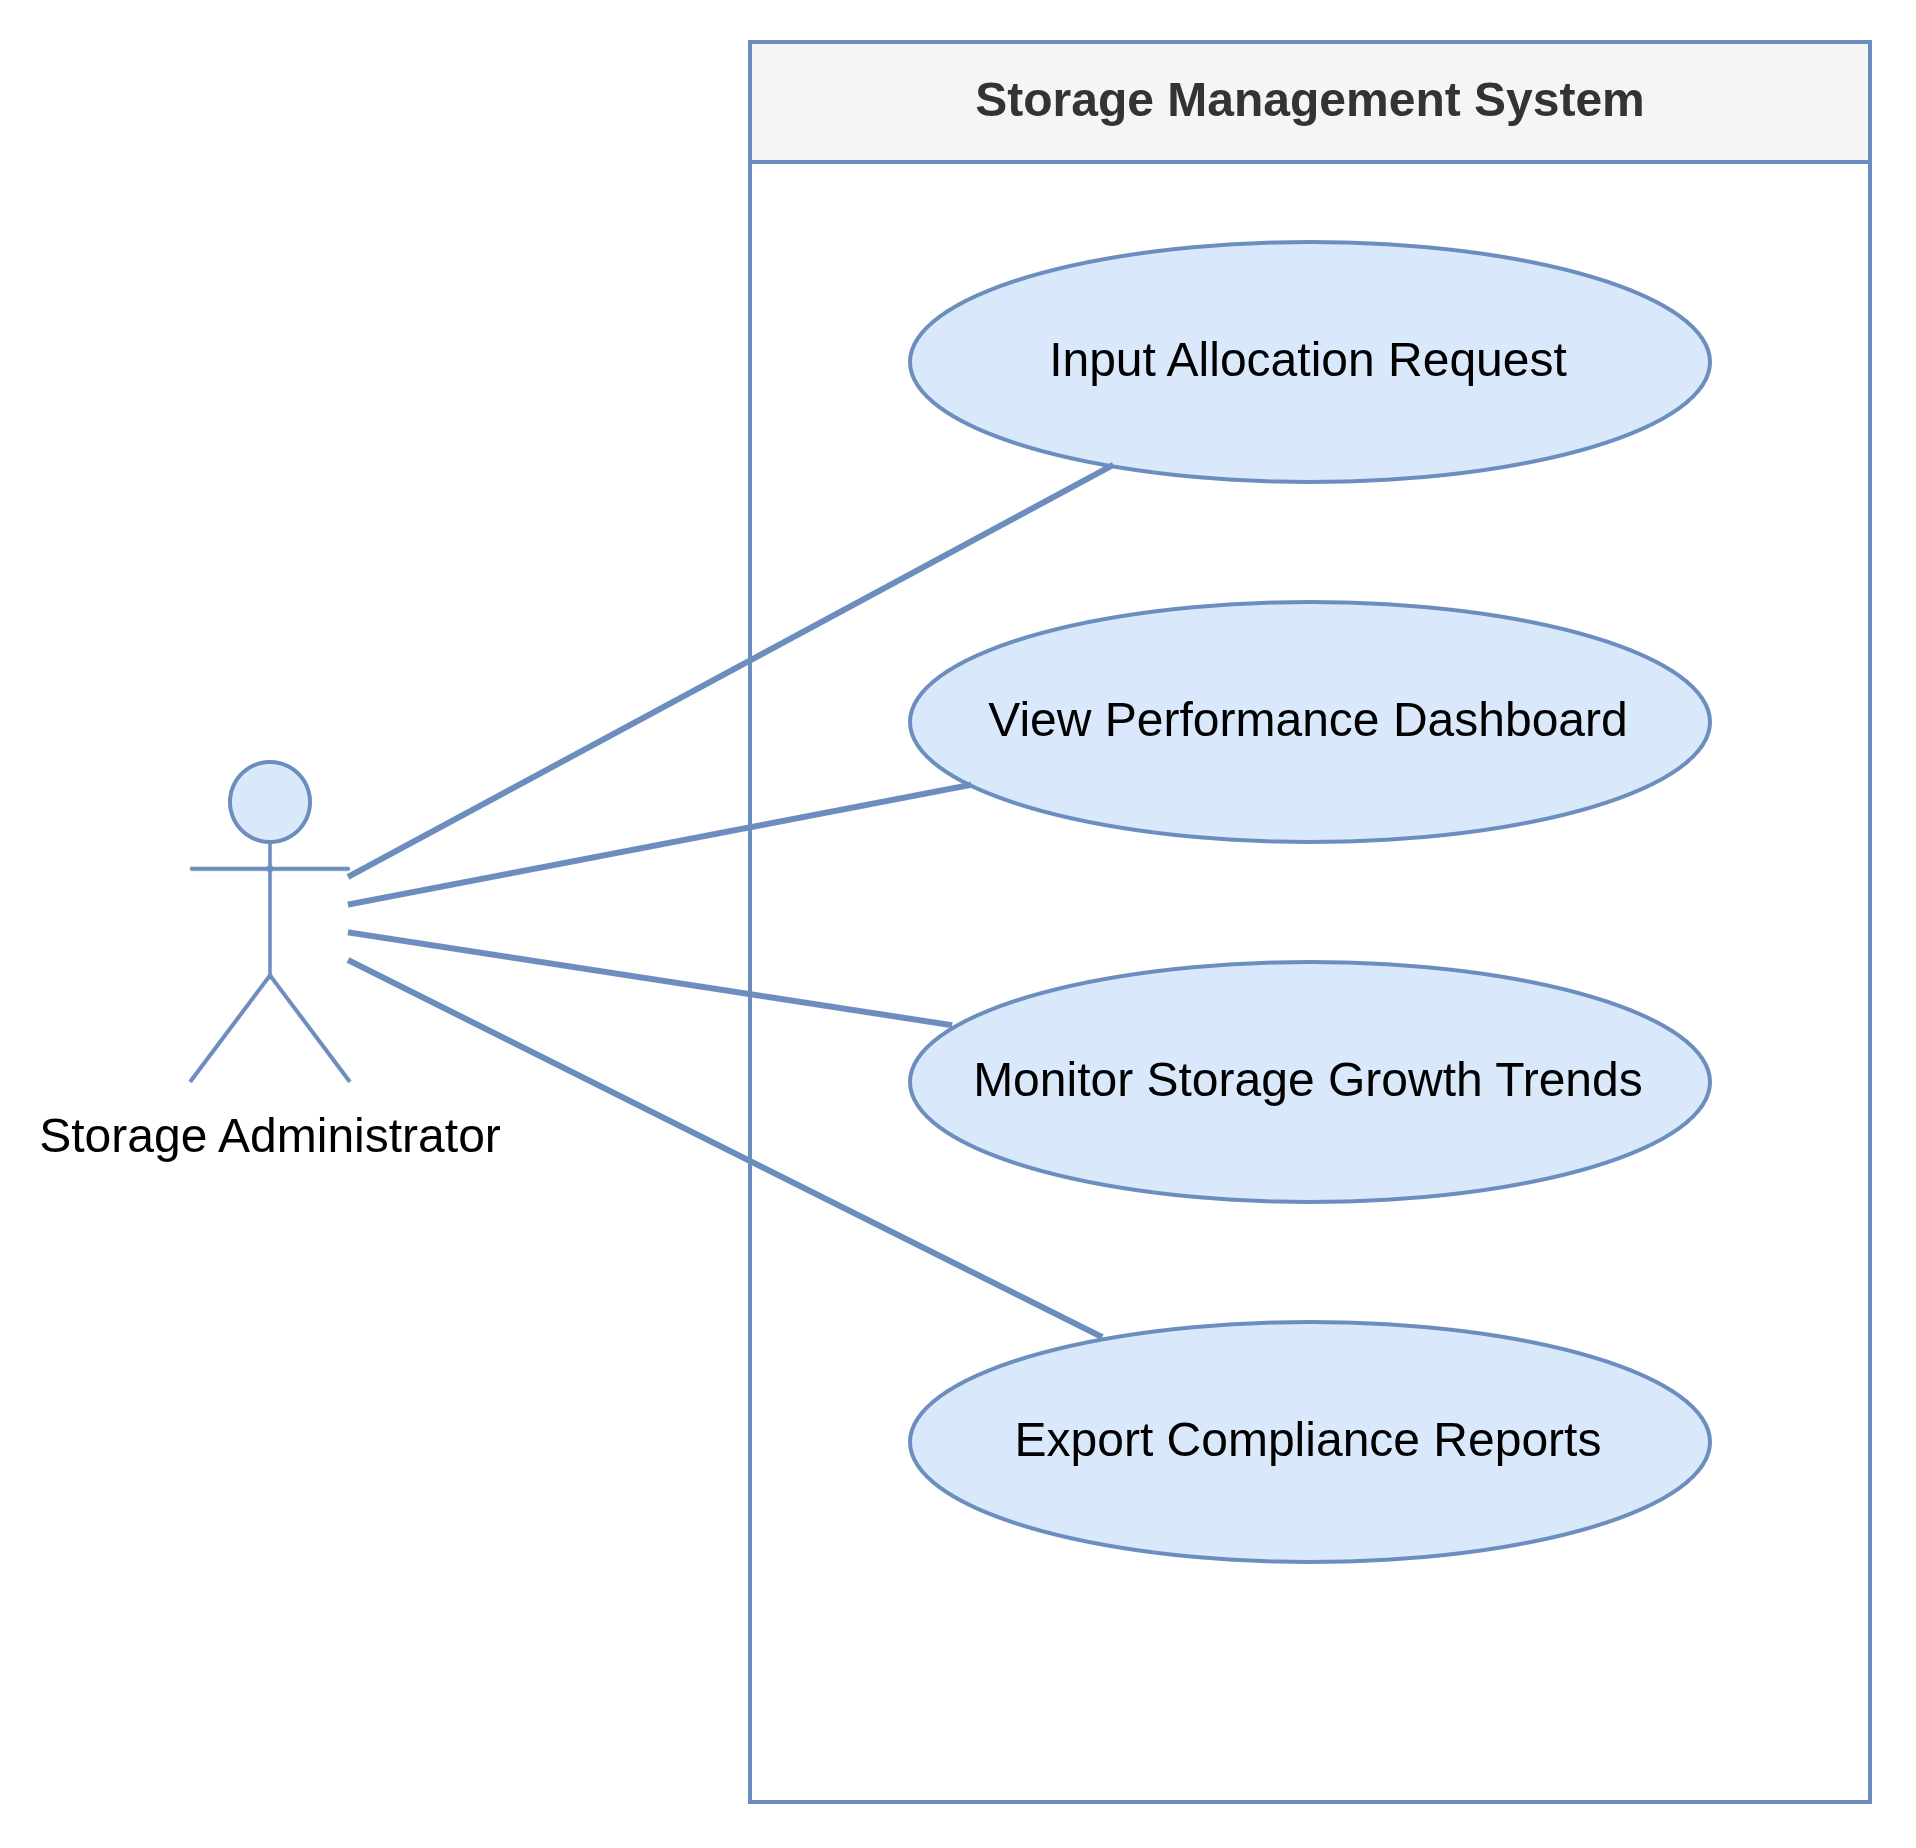 Storage Management System
Input Allocation Request
View Performance Dashboard
Monitor Storage Growth Trends
Storage Administrator
Export Compliance Reports